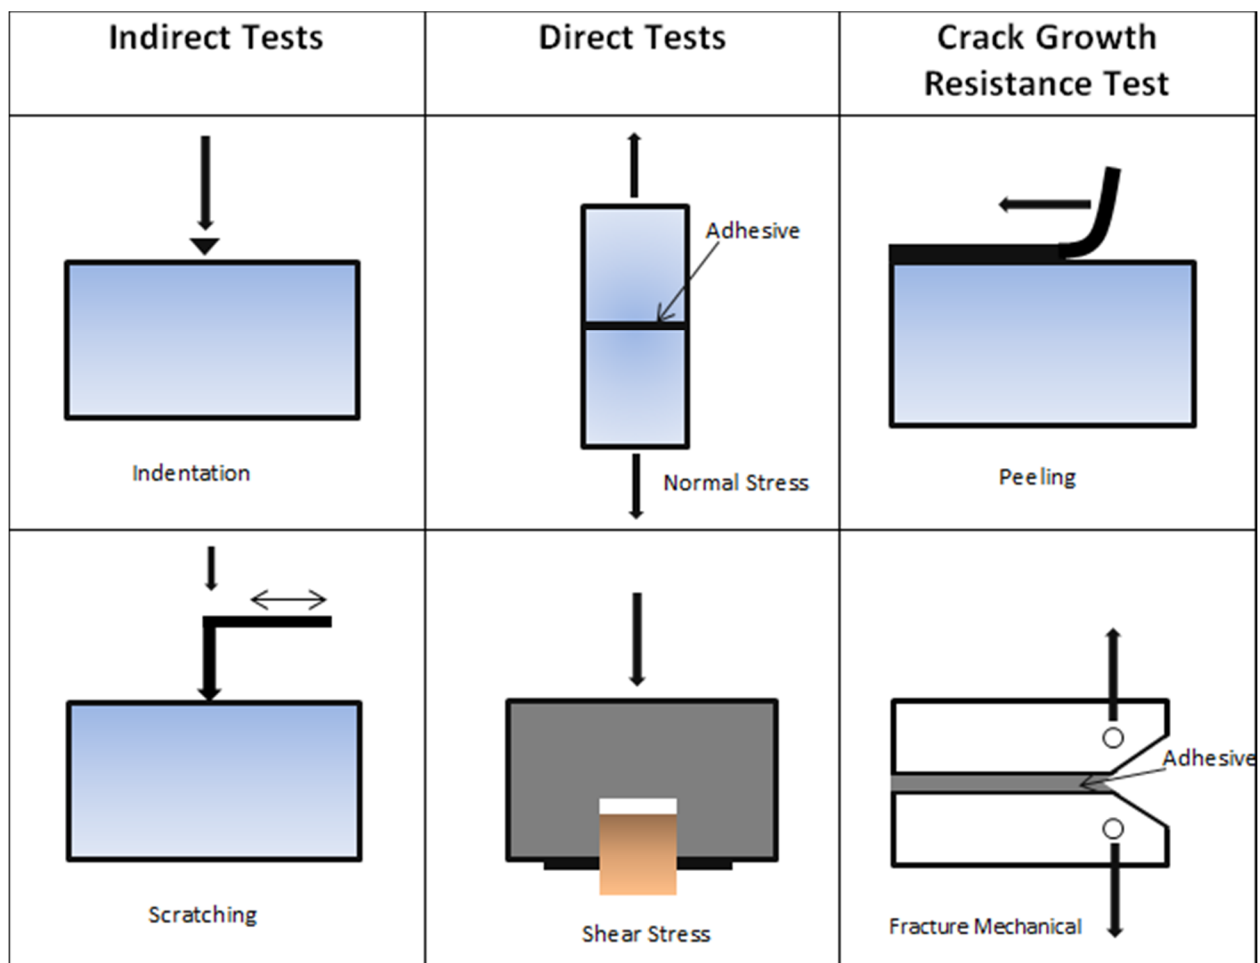 Indirect Tests
Direct Tests
Crack Growth
Resistance Test
Adhesive
Indentation
Normal Stress
Peeling
Adhesive
Scratching
Shear Stress
Fracture Mechanical